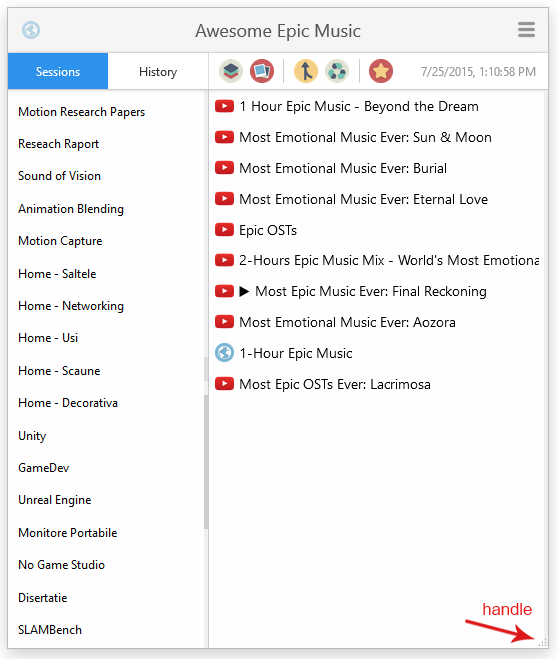 Awesome Epic Music
Sessions
History
7/25/2015, 1:10:58 PM
Motion Research Papers
Reseach Raport
Sound of Vision
Animation Blending
Motion Capture
Home - Saltele
Home - Networking
Home - Usi
Home - Scaune
Home - Decorativa
Unity
GameDev
Unreal Engine
Monitore Portabile
No Game Studio
Disertatie
SLAMBench
1 Hour Epic Music - Beyond the Dream
Most Emotional Music Ever: Sun & Moon
Most Emotional Music Ever: Burial
Most Emotional Music Ever: Eternal Love
Epic OSTs
2-Hours Epic Music Mix - World's Most Emotiona
▶ Most Epic Music Ever: Final Reckoning
Most Emotional Music Ever: Aozora
1-Hour Epic Music
Most Epic OSTs Ever: Lacrimosa
handle